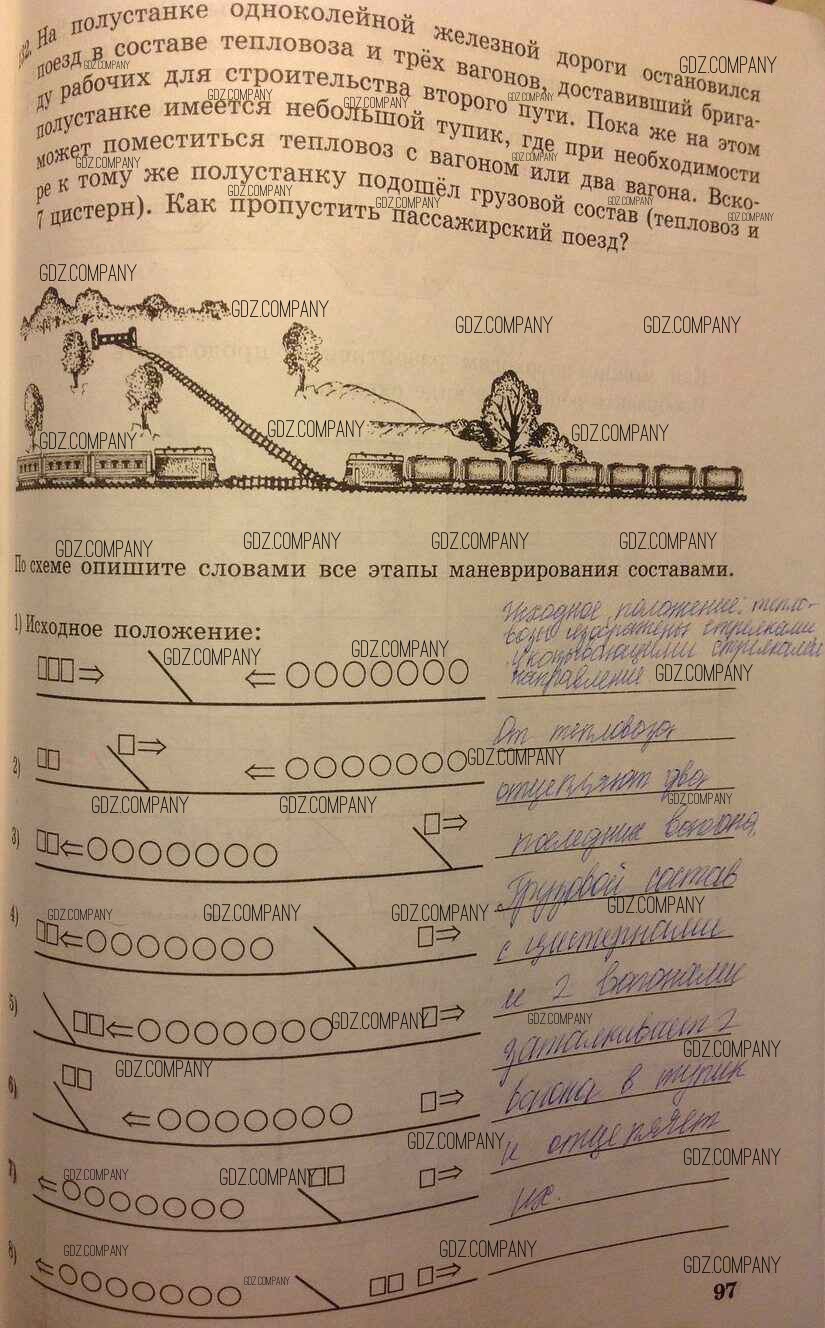 На полустанке одноколейной железной дороги остановился
поезд в составе тепловоза и трёх вагонов, доставивший брига-
ду рабочих для строительства второго пути. Пока же на этом
полустанке имеется небольшой тупик, где при необходимости
может поместиться тепловоз с вагоном или два вагона. Вско-
ре к тому же полустанку подошёл грузовой состав (тепловоз и
7 цистерн). Как пропустить пассажирский поезд?
GDZ.COMPANY
По схеме опишите словами все этапы маневрирования составами.
1) Исходное положение:
Исходное положение: тепло-
возы изображены стрелками
указывающими стрелками
направление
2)
От тепловоза
отцепляют два
3)
последних вагона.
Грузовой состав
4)
с цистернами
и 2 вагонами
5)
заталкивает 2
6)
вагона в тупик
и отцепляет
7)
их.
8)
97